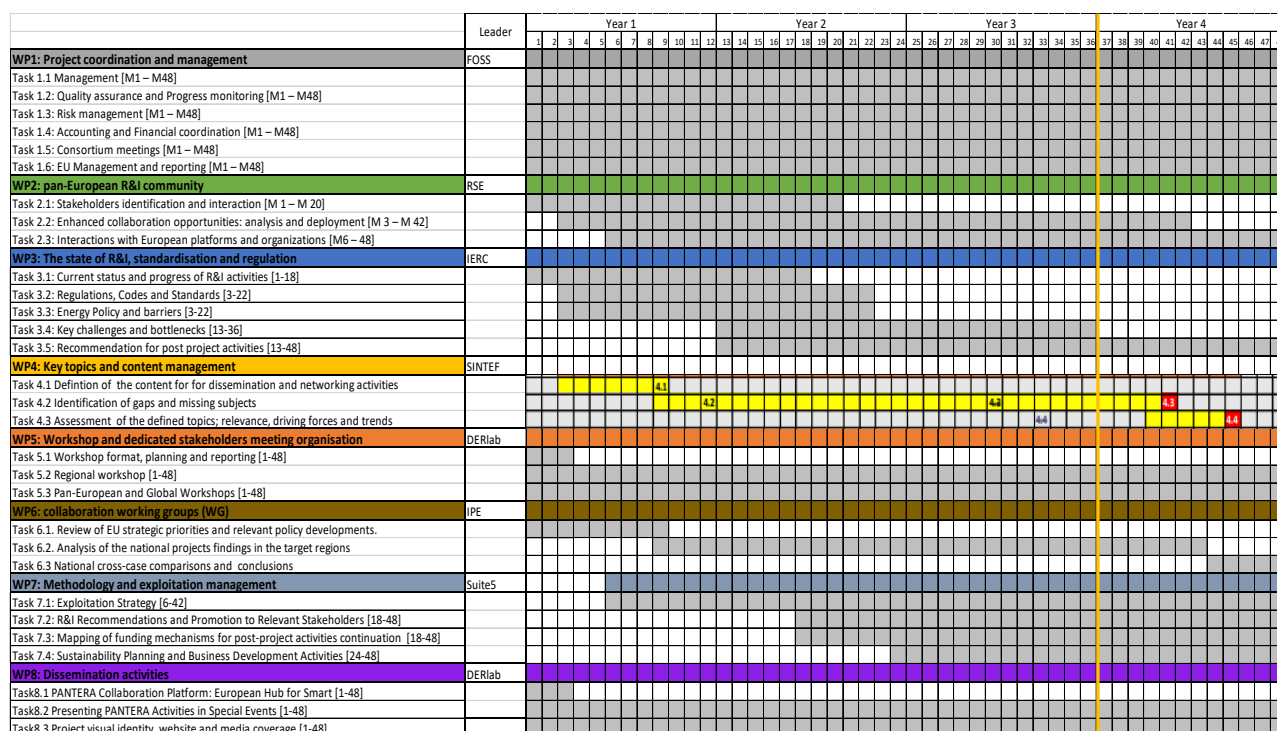 Leader Year 1 Year 2 Year 3 Year 4
1 2 3 4 5 6 7 8 9 10 11 12 13 14 15 16 17 18 19 20 21 22 23 24 25 26 27 28 29 30 31 32 33 34 35 36 37 38 39 40 41 42 43 44 45 46 47
WP1: Project coordination and management FOSS
Task 1.1 Management [M1 – M48]
Task 1.2: Quality assurance and Progress monitoring [M1 – M48]
Task 1.3: Risk management [M1 – M48]
Task 1.4: Accounting and Financial coordination [M1 – M48]
Task 1.5: Consortium meetings [M1 – M48]
Task 1.6: EU Management and reporting [M1 – M48]
WP2: pan-European R&I community RSE
Task 2.1: Stakeholders identification and interaction [M 1 – M 20]
Task 2.2: Enhanced collaboration opportunities: analysis and deployment [M 3 – M 42]
Task 2.3: Interactions with European platforms and organizations [M6 – 48]
WP3: The state of R&I, standardisation and regulation IERC
Task 3.1: Current status and progress of R&I activities [1-18]
Task 3.2: Regulations, Codes and Standards [3-22]
Task 3.3: Energy Policy and barriers [3-22]
Task 3.4: Key challenges and bottlenecks [13-36]
Task 3.5: Recommendation for post project activities [13-48]
WP4: Key topics and content management SINTEF
Task 4.1 Defintion of the content for for dissemination and networking activities 4.1
Task 4.2 Identification of gaps and missing subjects 4.2 4.3 4.3
Task 4.3 Assessment of the defined topics; relevance, driving forces and trends 4.4 4.4
WP5: Workshop and dedicated stakeholders meeting organisation DERlab
Task 5.1 Workshop format, planning and reporting [1-48]
Task 5.2 Regional workshop [1-48]
Task 5.3 Pan-European and Global Workshops [1-48]
WP6: collaboration working groups (WG) IPE
Task 6.1. Review of EU strategic priorities and relevant policy developments.
Task 6.2. Analysis of the national projects findings in the target regions
Task 6.3 National cross-case comparisons and conclusions
WP7: Methodology and exploitation management Suite5
Task 7.1: Exploitation Strategy [6-42]
Task 7.2: R&I Recommendations and Promotion to Relevant Stakeholders [18-48]
Task 7.3: Mapping of funding mechanisms for post-project activities continuation [18-48]
Task 7.4: Sustainability Planning and Business Development Activities [24-48]
WP8: Dissemination activities DERlab
Task8.1 PANTERA Collaboration Platform: European Hub for Smart [1-48]
Task8.2 Presenting PANTERA Activities in Special Events [1-48]
Task8.3 Project visual identity, website and media coverage [1-48]